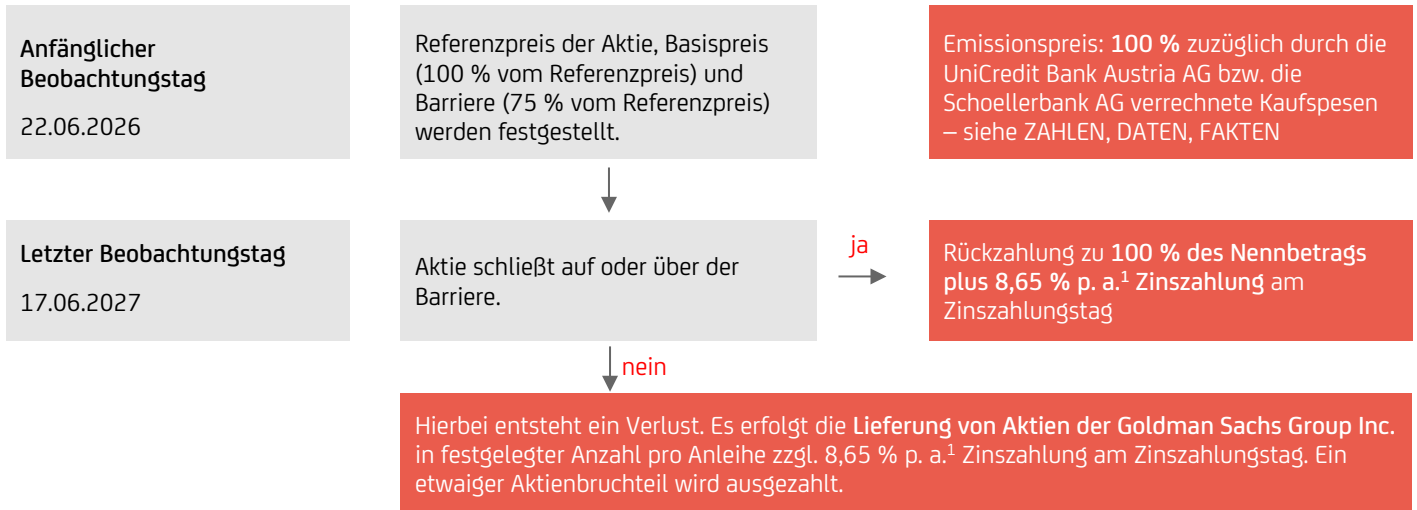 Anfänglicher
Beobachtungstag
22.06.2026
Referenzpreis der Aktie, Basispreis
(100 % vom Referenzpreis) und
Barriere (75 % vom Referenzpreis)
werden festgestellt.
Emissionspreis: 100 % zuzüglich durch die
UniCredit Bank Austria AG bzw. die
Schoellerbank AG verrechnete Kaufspesen
– siehe ZAHLEN, DATEN, FAKTEN
Letzter Beobachtungstag
17.06.2027
Aktie schließt auf oder über der
Barriere.
ja
Rückzahlung zu 100 % des Nennbetrags
plus 8,65 % p. a.¹ Zinszahlung am
Zinszahlungstag
nein
Hierbei entsteht ein Verlust. Es erfolgt die Lieferung von Aktien der Goldman Sachs Group Inc.
in festgelegter Anzahl pro Anleihe zzgl. 8,65 % p. a.¹ Zinszahlung am Zinszahlungstag. Ein
etwaiger Aktienbruchteil wird ausgezahlt.